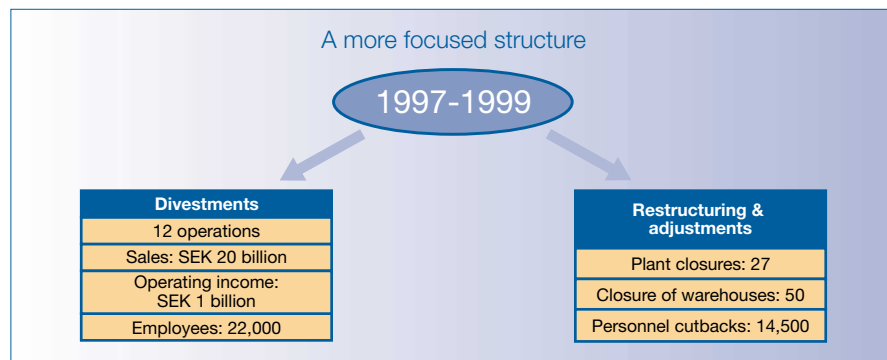 A more focused structure
1997-1999
Divestments
12 operations
Sales: SEK 20 billion
Operating income:
SEK 1 billion
Employees: 22,000
Restructuring &
adjustments
Plant closures: 27
Closure of warehouses: 50
Personnel cutbacks: 14,500